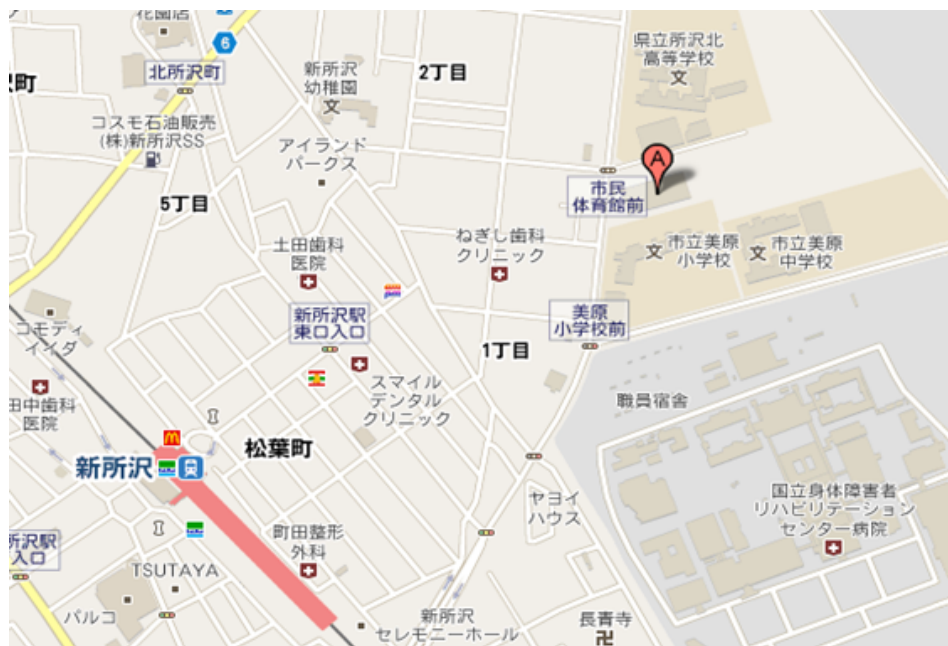 花園店
6
北所沢町
町
新所沢
幼稚園
2丁目
県立所沢北
高等学校
コスモ石油販売
(株)新所沢SS
アイランド
パークス
A
市民
体育館前
5丁目
土田歯科
医院
ねぎし歯科
クリニック
市立美原
小学校
市立美原
中学校
pm
新所沢駅
東口入口
美原
小学校前
コモディ
イイダ
1丁目
スマイル
デンタル
クリニック
職員宿舎
田中歯科
医院
松葉町
新所沢
ヤヨイ
ハウス
国立身体障害者
リハビリテーション
センター病院
町田整形
外科
所沢駅
入口
TSUTAYA
パルコ
新所沢
セレモニーホール
長青寺